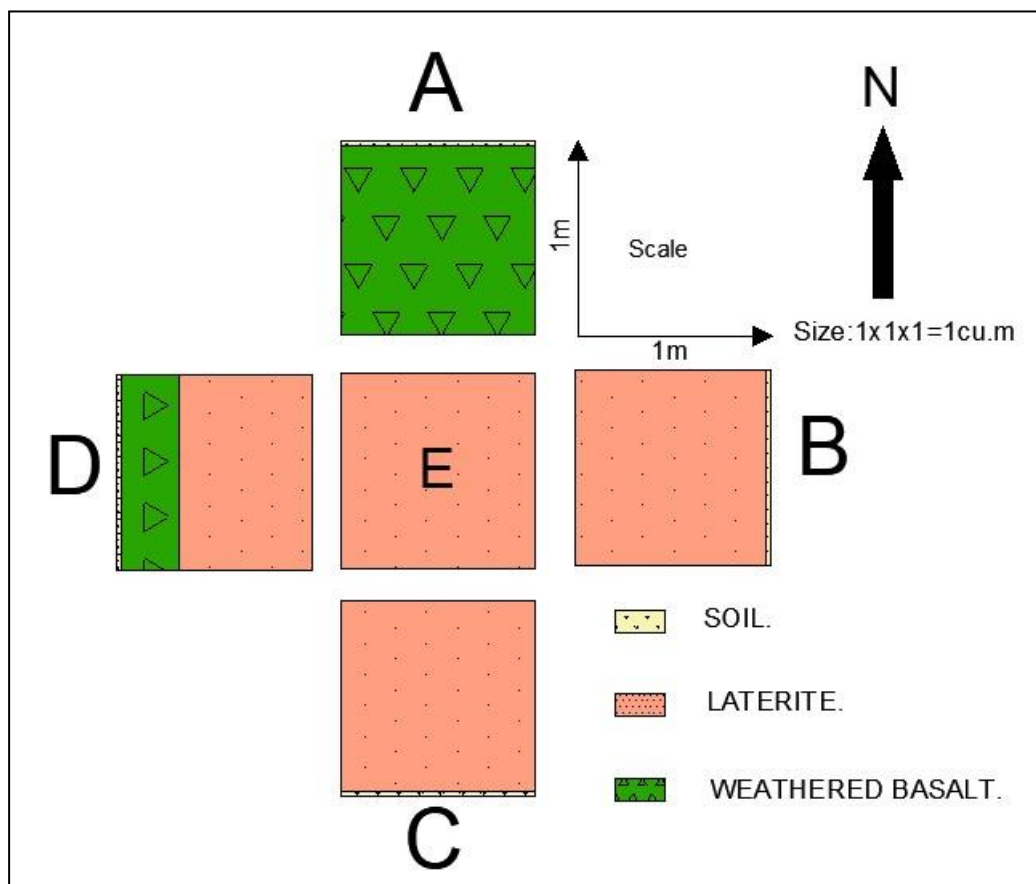 A
N
1m
Scale
1m
Size:1x1x1=1cu.m
D
E
B
SOIL.
LATERITE.
WEATHERED BASALT.
C